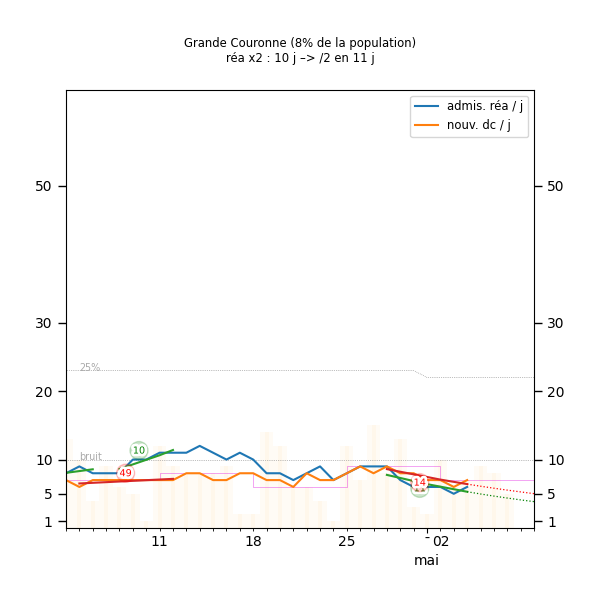 Grande Couronne (8% de la population)
réa x2 : 10 j –> /2 en 11 j
admis. réa / j
nouv. dc / j
50 50
30 30
25%
20 20
bruit
10
10 10
49
14
5 5
1 1
11 18 25 02
mai